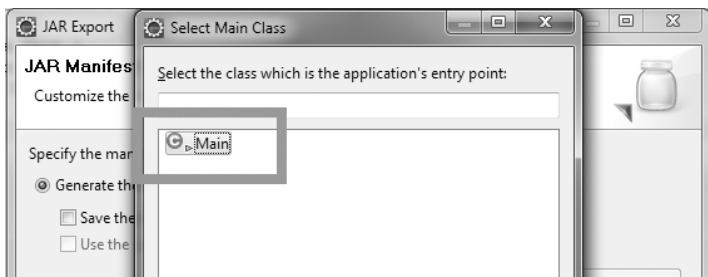 JAR Export
Select Main Class
JAR Manifes
Customize the
Select the class which is the application's entry point:
Main
Specify the mar
Generate the
Save the
Use the